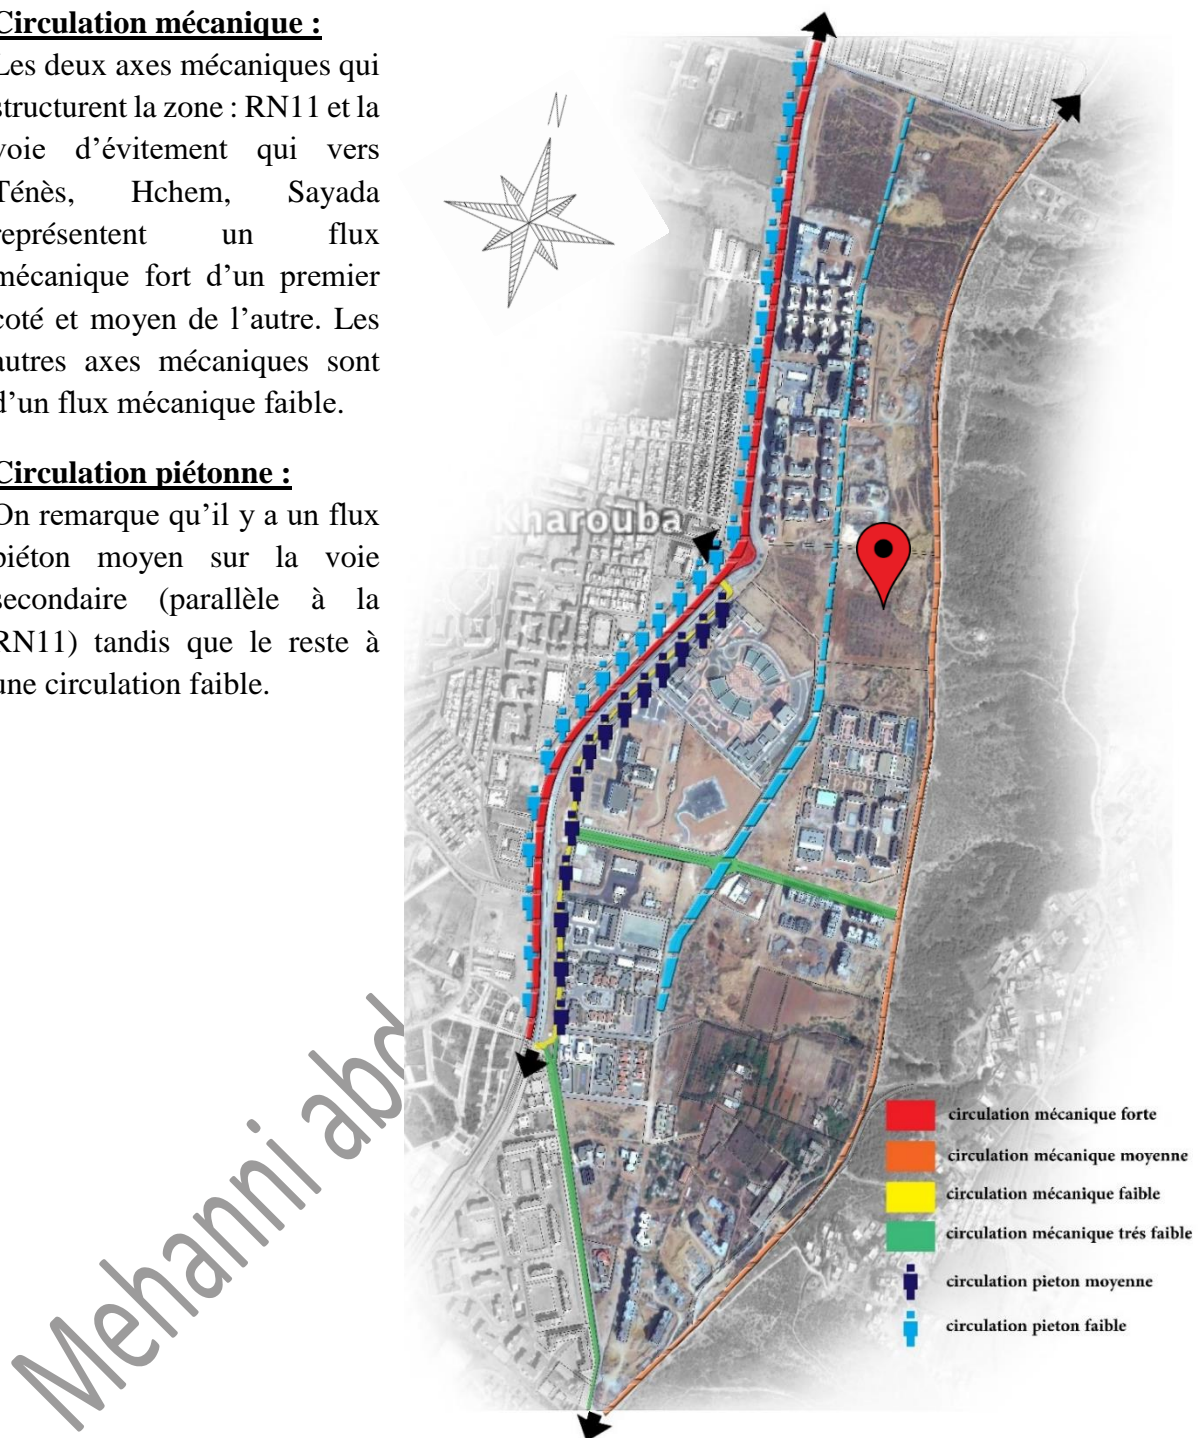 Circulation mécanique :
Les deux axes mécaniques qui
structurent la zone : RN11 et la
voie d’évitement qui vers
Ténès, Hchem, Sayada
représentent un flux
mécanique fort d’un premier
coté et moyen de l’autre. Les
autres axes mécaniques sont
d’un flux mécanique faible.
Circulation piétonne :
On remarque qu’il y a un flux
piéton moyen sur la voie
secondaire (parallèle à la
RN11) tandis que le reste à
une circulation faible.
N
Kharouba
circulation mécanique forte
circulation mécanique moyenne
circulation mécanique faible
circulation mécanique trés faible
circulation pieton moyenne
circulation pieton faible
Mehanni abd